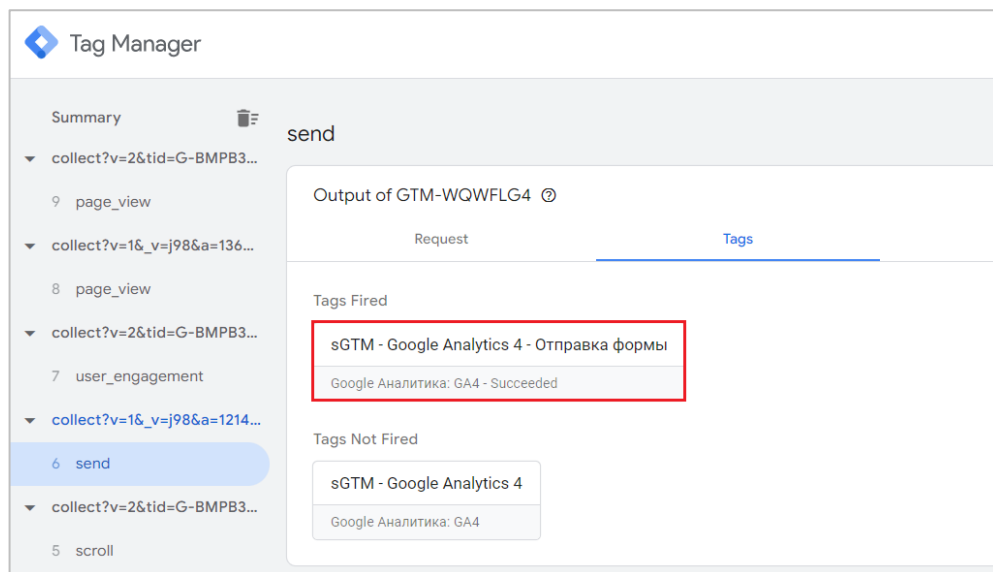 Tag Manager
Summary
collect?v=2&tid=G-BMPB3...
9 page_view
collect?v=1&_v=j98&a=136...
8 page_view
collect?v=2&tid=G-BMPB3...
7 user_engagement
collect?v=1&_v=j98&a=1214...
6 send
collect?v=2&tid=G-BMPB3...
5 scroll
send
Output of GTM-WQWFLG4
Request
Tags
Tags Fired
sGTM - Google Analytics 4 - Отправка формы
Google Аналитика: GA4 - Succeeded
Tags Not Fired
sGTM - Google Analytics 4
Google Аналитика: GA4